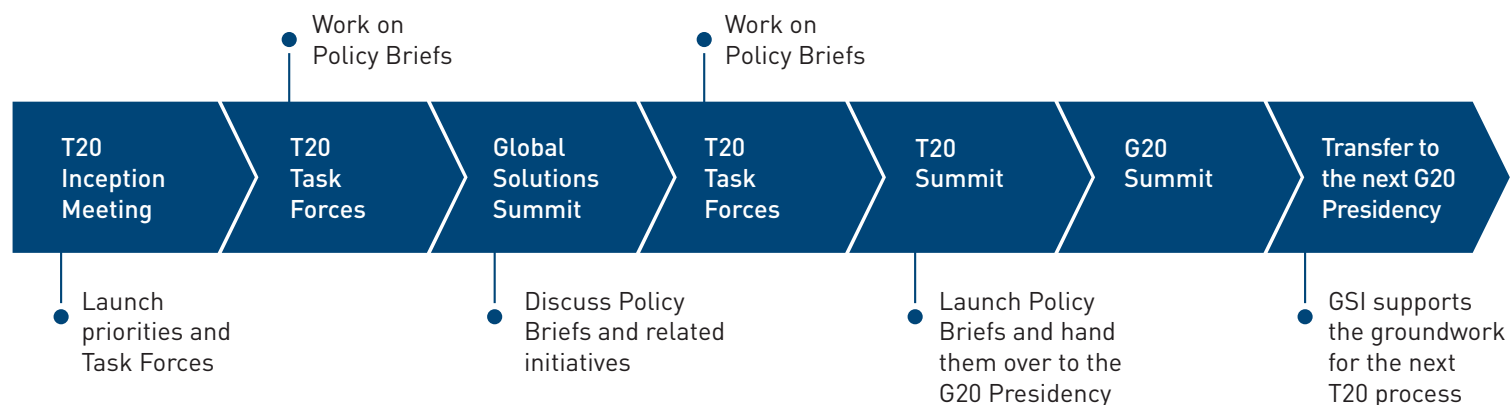 Work on
Policy Briefs
Work on
Policy Briefs
T20
Inception
Meeting
T20
Task
Forces
Global
Solutions
Summit
T20
Task
Forces
T20
Summit
G20
Summit
Transfer to
the next G20
Presidency
Launch
priorities and
Task Forces
Discuss Policy
Briefs and related
initiatives
Launch Policy
Briefs and hand
them over to the
G20 Presidency
GSI supports
the groundwork
for the next
T20 process